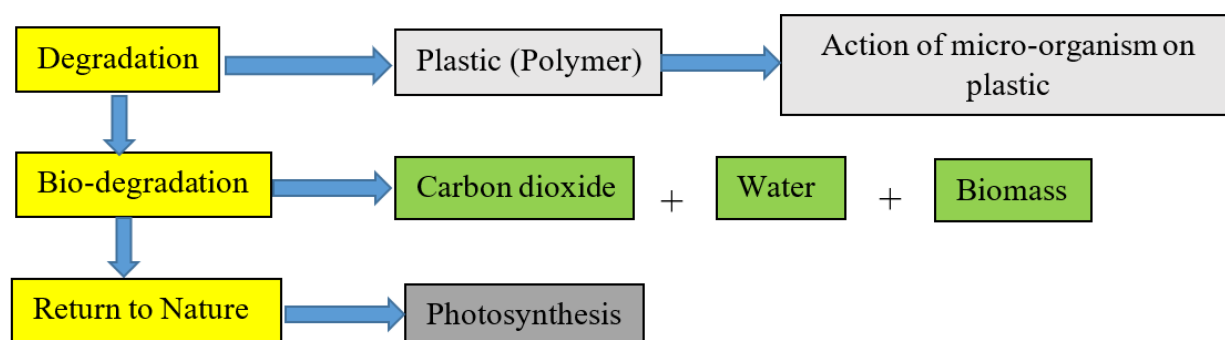 Degradation
Plastic (Polymer)
Action of micro-organism on
plastic
Bio-degradation
Carbon dioxide
+
Water
+
Biomass
Return to Nature
Photosynthesis